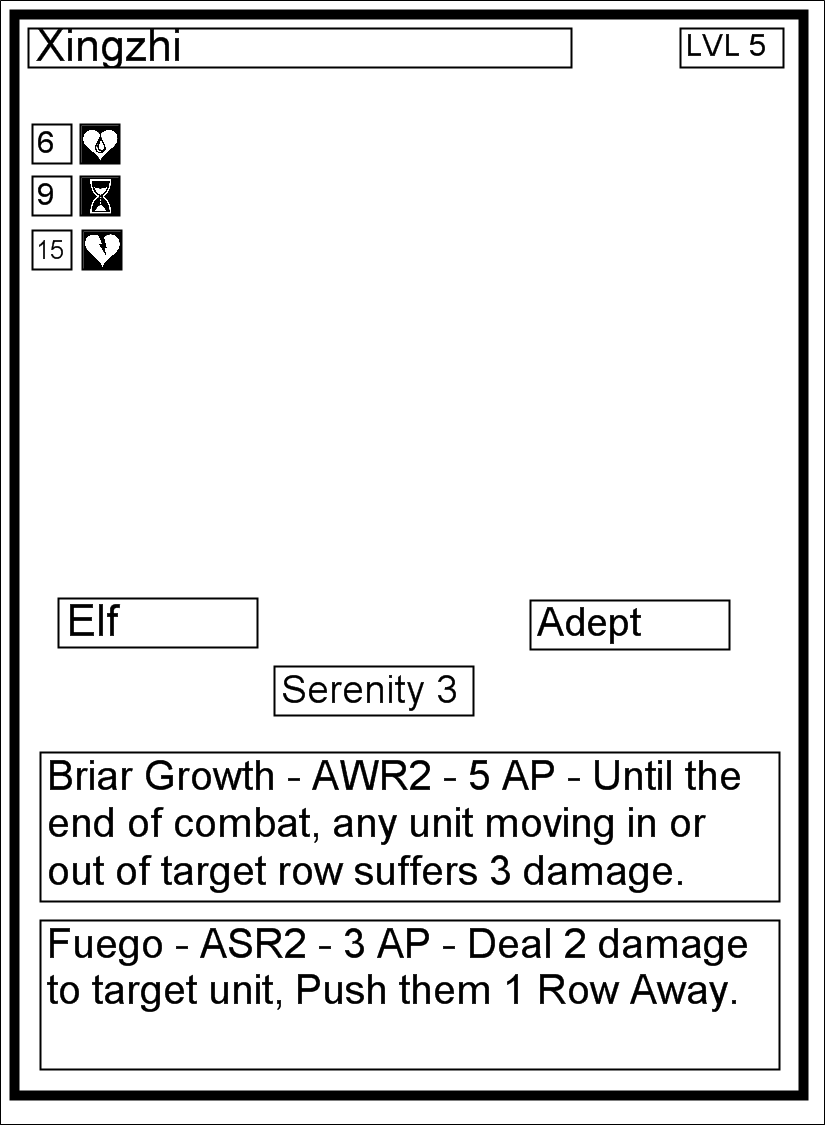 Xingzhi
LVL 5
6
9
15
Elf
Adept
Serenity 3
Briar Growth - AWR2 - 5 AP - Until the
end of combat, any unit moving in or
out of target row suffers 3 damage.
Fuego - ASR2 - 3 AP - Deal 2 damage
to target unit, Push them 1 Row Away.